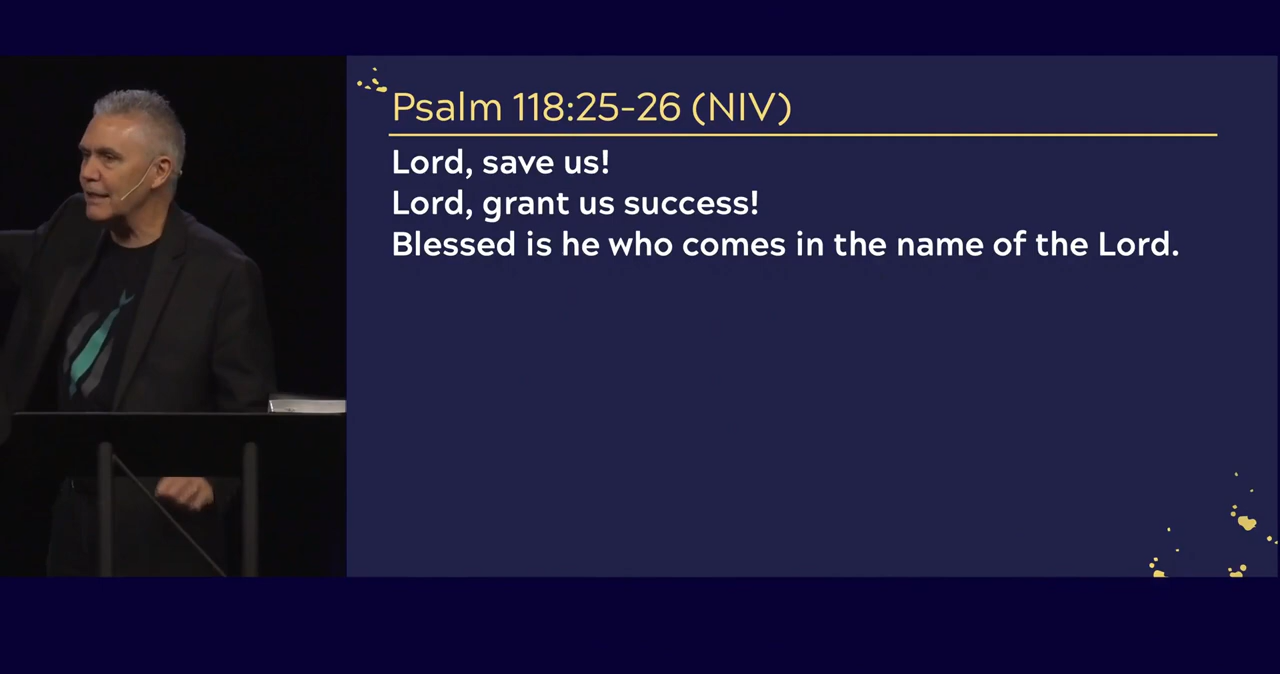 Psalm 118:25-26 (NIV)
Lord, save us!
Lord, grant us success!
Blessed is he who comes in the name of the Lord.